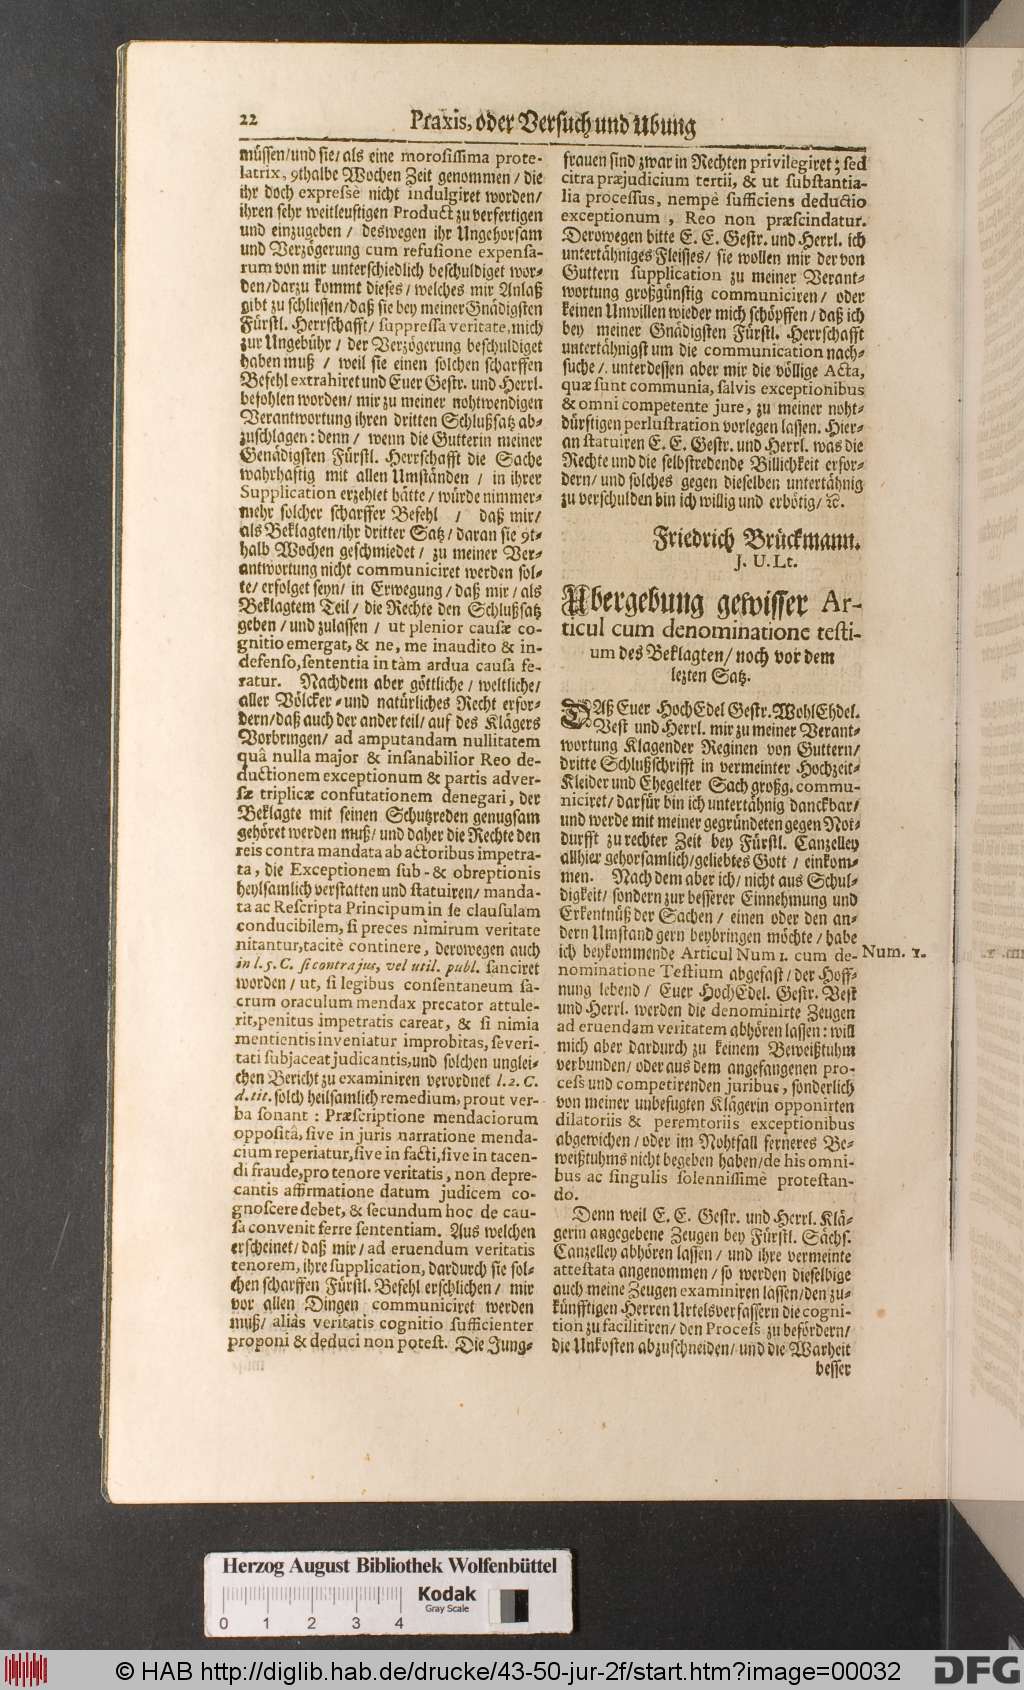 22
Praxis, oder Versuch und Ubung
müssen/und sie/ als eine morosissima prote-
latrix, 9thalbe Wochen Zeit genommen / die
ihr doch expressè nicht indulgiret worden/
ihren sehr weitleuftigen Product zu verfertigen
und einzugeben / deswegen ihr Ungehorsam
und Verzögerung cum refusione expensa-
rum von mir unterschiedlich beschuldiget wor-
den/darzu kommt dieses/ welches mir Anlaß
gibt zu schliessen/daß sie bey meiner Gnädigsten
Fürstl. Herrschafft/ suppressa veritate, mich
zur Ungebühr / der Verzögerung beschuldiget
haben muß / weil sie einen solchen scharffen
Befehl extrahiret und Euer Gestr. und Herrl.
befohlen worden/ mir zu meiner nohtwendigen
Verantwortung ihren dritten Schlußsatz ab-
zuschlagen: denn / wenn die Gutterin meiner
Genädigsten Fürstl. Herrschafft die Sache
wahrhaftig mit allen Umständen / in ihrer
Supplication erzehlet hätte / würde nimmer-
mehr solcher scharffer Befehl / daß mir/
als Beklagten/ihr dritter Satz/ daran sie 9t-
halb Wochen geschmiedet / zu meiner Ver-
antwortung nicht communiciret werden sol-
te/ erfolget seyn/ in Erwegung/ daß mir/ als
Beklagtem Teil / die Rechte den Schlußsatz
geben / und zulassen / ut plenior causæ co-
gnitio emergat, & ne, me inaudito & in-
defenso, sententia in tàm ardua causa fe-
ratur. Nachdem aber göttliche / weltliche/
aller Völcker- und natürliches Recht erfor-
dern/daß auch der ander teil/ auf des Klägers
Vorbringen/ ad amputandam nullitatem
quâ nulla major & insanabilior Reo de-
ductionem exceptionum & partis adver-
sæ triplicæ confutationem denegari, der
Beklagte mit seinen Schutzreden genugsam
gehöret werden muß/ und daher die Rechte den
reis contra mandata ab actoribus impetra-
ta, die Exceptionem sub- & obreptionis
heylsamlich verstatten und statuiren/ manda-
ta ac Rescripta Principum in se clausulam
conducibilem, si preces nimirum veritate
nitantur, tacitè continere, derowegen auch
in l. 5. C. si contra jus, vel util. publ. sanciret
worden/ ut, si legibus consentaneum sa-
crum oraculum mendax precator attule-
rit, penitus impetratis careat, & si nimia
mentientis inveniatur improbitas, severi-
tati subjaceat judicantis, und solchen unglei-
chen Bericht zu examiniren verordnet l. 2. C.
d. tit. solch heilsamlich remedium, prout ver-
ba sonant : Præscriptione mendaciorum
oppositâ, sive in juris narratione menda-
cium reperiatur, sive in facti, sive in tacen-
di fraude, pro tenore veritatis, non depre-
cantis affirmatione datum judicem co-
gnoscere debet, & secundum hoc de cau-
sa convenit ferre sententiam. Aus welchen
erscheinet/ daß mir/ ad eruendum veritatis
tenorem, ihre supplication, dardurch sie sol-
chen scharffen Fürstl. Befehl erschlichen/ mir
vor allen Dingen communiciret werden
muß/ aliàs veritatis cognitio sufficienter
proponi & deduci non potest. Die Jung-
frauen sind zwar in Rechten privilegiret; sed
citra præjudicium tertii, & ut substantia-
lia processus, nempè sufficiens deductio
exceptionum, Reo non præscindatur.
Derowegen bitte E. E. Gestr. und Herrl. ich
untertähniges Fleisses/ sie wollen mir der von
Guttern supplication zu meiner Verant-
wortung großgünstig communiciren/ oder
keinen Unwillen wieder mich schöpffen/ daß ich
bey meiner Gnädigsten Fürstl. Herrschafft
untertähnigst um die communication nach-
suche/ unterdessen aber mir die völlige Acta,
quæ sunt communia, salvis exceptionibus
& omni competente jure, zu meiner noht-
dürstigen perlustration vorlegen lassen. Hier-
an statuiren E. E. Gestr. und Herrl. was die
Rechte und die selbstredende Billichkeit erfor-
dern/ und solches gegen dieselben untertähnig
zu verschulden bin ich willig und erbötig/ ꝛc.
Friedrich Brückmann.
J. U. Lt.
Ubergebung gewisser Ar-
ticul cum denominatione testi-
um des Beklagten/ noch vor dem
lezten Satz.
DAß Euer HochEdel Gestr. WohlEhdel.
Vest und Herrl. mir zu meiner Verant-
wortung Klagender Reginen von Guttern/
dritte Schlußschrifft in vermeinter Hochzeit-
Kleider und Ehegelter Sach großg. commu-
niciret/ darfür bin ich untertähnig danckbar/
und werde mit meiner gegründeten gegen Not-
durfft zu rechter Zeit bey Fürstl. Canzelley
allhier gehorsamlich/geliebtes Gott / einkom-
men. Nach dem aber ich/ nicht aus Schul-
digkeit/ sondern zur besserer Einnehmung und
Erkentnüß der Sachen/ einen oder den an-
dern Umstand gern beybringen möchte/ habe
ich beykommende Articul Num 1. cum de-
nominatione Testium abgefast/ der Hoff-
nung lebend/ Euer HochEdel. Gestr. Vest
und Herrl. werden die denominirte Zeugen
ad eruendam veritatem abhören lassen: will
mich aber dardurch zu keinem Beweißtuhm
verbunden/ oder aus dem angefangenen pro-
cess und competirenden juribus, sonderlich
von meiner unbefugten Klägerin opponirten
dilatoriis & peremtoriis exceptionibus
abgewichen/ oder im Nohtfall ferneres Be-
weißtuhms nicht begeben haben/ de his omni-
bus ac singulis solennissimè protestan-
do.
Denn weil E. E. Gestr. und Herrl. Klä-
gerin angegebene Zeugen bey Fürstl. Sächs.
Canzelley abhören lassen / und ihre vermeinte
attestata angenommen/ so werden dieselbige
auch meine Zeugen examiniren lassen/den zu-
künfftigen Herren Urtelsverfassern die cogni-
tion zu facilitiren/ den Process zu befördern/
die Unkosten abzuschneiden/ und die Warheit
besser
Num. 1.
Herzog August Bibliothek Wolfenbüttel
0 1 2 3 4
Kodak
Gray Scale
© HAB http://diglib.hab.de/drucke/43-50-jur-2f/start.htm?image=00032
DFG